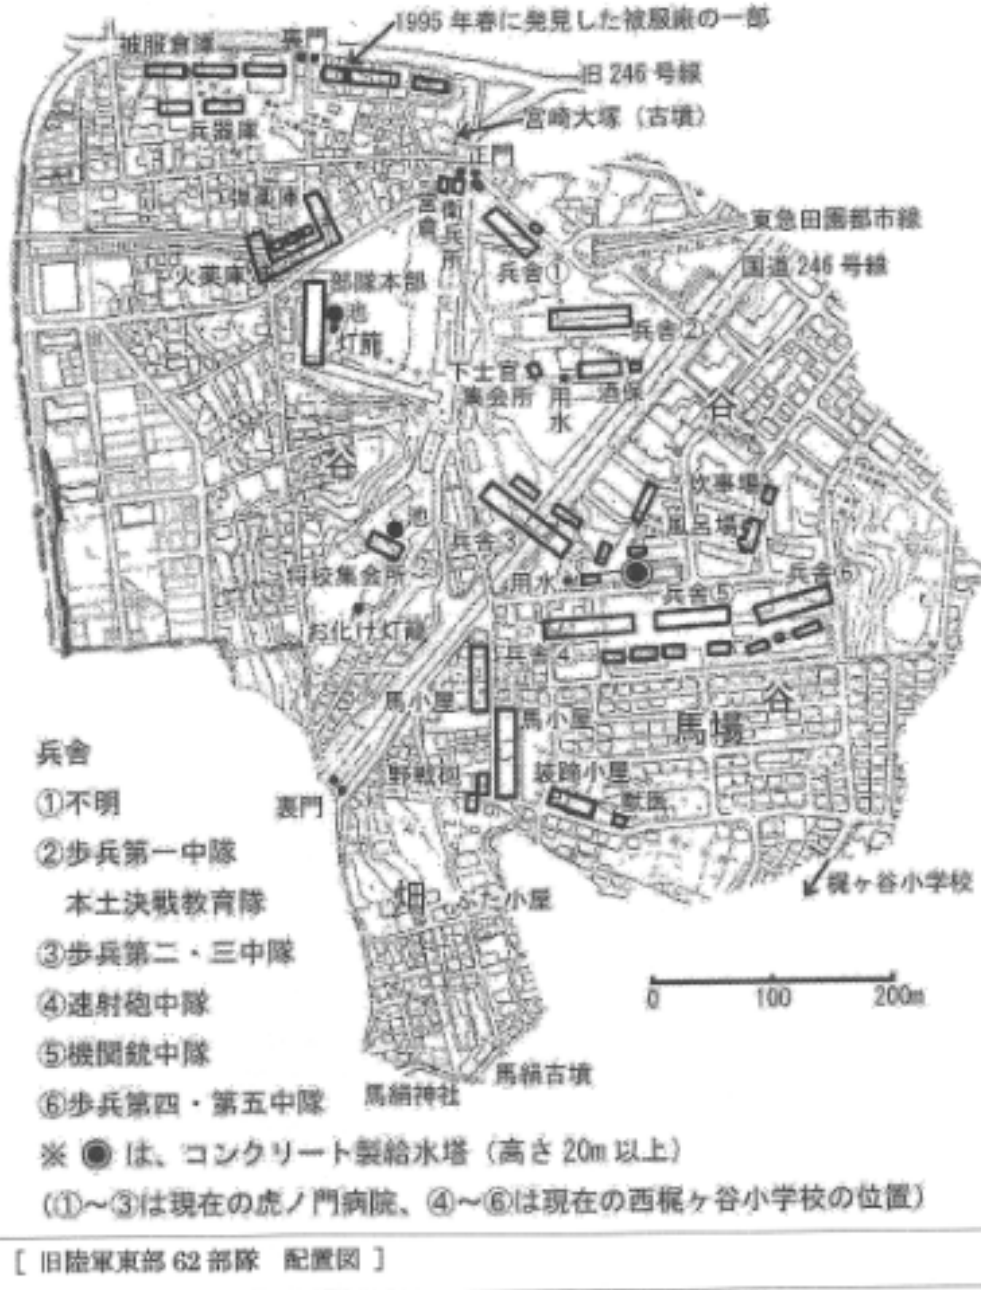 1995年春に発見した被服廠の一部
被服倉庫
裏門
旧246号線
兵器庫
宮崎大塚（古墳）
正門
弾薬庫
営倉
衛兵所
東急田園都市線
火薬庫
部隊本部
兵舎①
国道246号線
池
灯籠
兵舎②
下士官
集会所
用水
酒保
谷
谷
炊事場
池
兵舎3
風呂場
将校集会所
用水
兵舎⑤
兵舎⑥
お化け灯籠
兵舎4
馬小屋
馬小屋
谷
馬場
野戦桐
装蹄小屋
獣医
裏門
畑
ぶた小屋
梶ヶ谷小学校
0 100 200m
馬絹古墳
馬絹神社
兵舎
①不明
②歩兵第一中隊
本土決戦教育隊
③歩兵第二・三中隊
④速射砲中隊
⑤機関銃中隊
⑥歩兵第四・第五中隊
※ ◉ は、コンクリート製給水塔（高さ20m以上）
（①～③は現在の虎ノ門病院、④～⑥は現在の西梶ヶ谷小学校の位置）
［ 旧陸軍東部62部隊　配置図 ］